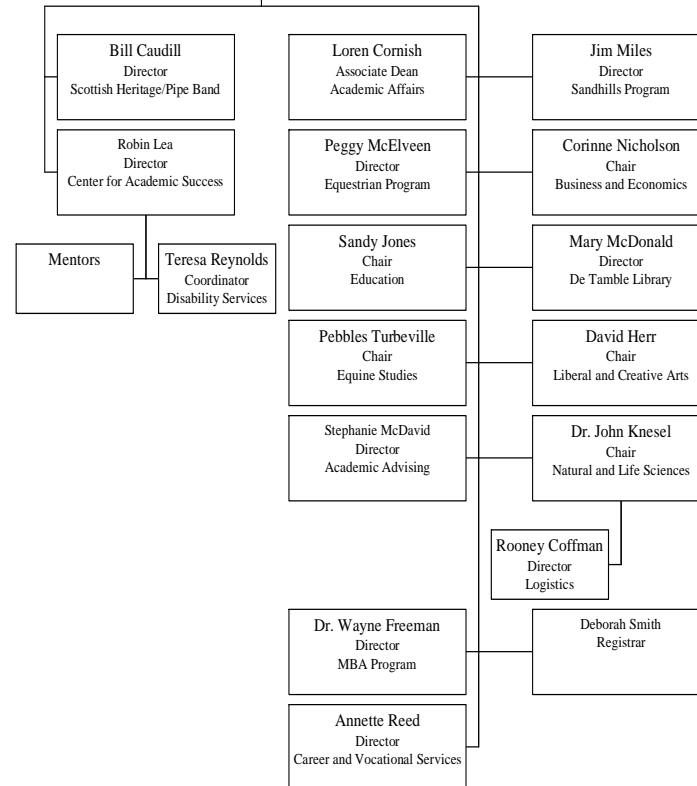 Bill Caudill
Director
Scottish Heritage/Pipe Band
Loren Cornish
Associate Dean
Academic Affairs
Jim Miles
Director
Sandhills Program
Robin Lea
Director
Center for Academic Success
Peggy McElveen
Director
Equestrian Program
Corinne Nicholson
Chair
Business and Economics
Mentors
Teresa Reynolds
Coordinator
Disability Services
Sandy Jones
Chair
Education
Mary McDonald
Director
De Tamble Library
Pebbles Turbeville
Chair
Equine Studies
David Herr
Chair
Liberal and Creative Arts
Stephanie McDavid
Director
Academic Advising
Dr. John Knesel
Chair
Natural and Life Sciences
Rooney Coffman
Director
Logistics
Dr. Wayne Freeman
Director
MBA Program
Deborah Smith
Registrar
Annette Reed
Director
Career and Vocational Services